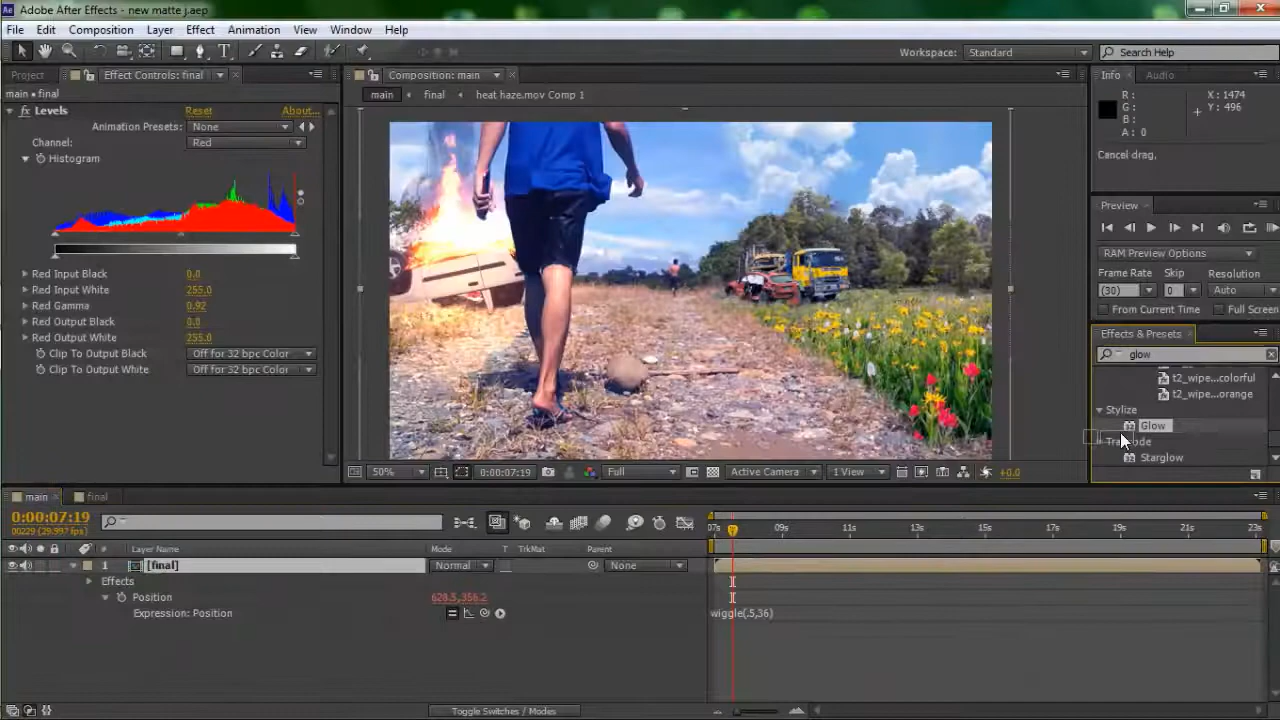 Adobe After Effects - new matte j.aep
File Edit Composition Layer Effect Animation View Window Help
Workspace: Standard Search Help
Project Effect Controls: final
main • final
Composition: main
main final heat haze.mov Comp 1
Levels Reset About...
Animation Presets: None
Channel: Red
Histogram
Red Input Black 0.0
Red Input White 255.0
Red Gamma 0.92
Red Output Black 0.0
Red Output White 255.0
Clip To Output Black Off for 32 bpc Color
Clip To Output White Off for 32 bpc Color
50% 0:00:07:19 Full Active Camera 1 View +0.0
Info Audio
R: X: 1474
G: Y: 496
B:
A: 0
Cancel drag.
Preview
RAM Preview Options
Frame Rate Skip Resolution
(30) 0 Auto
From Current Time Full Screen
Effects & Presets
glow
t2_wipe...colorful
t2_wipe...orange
Stylize
Glow
Starglow
main final
0:00:07:19
00229 (29.997 fps)
07s 09s 11s 13s 15s 17s 19s 21s 23s
# Layer Name Mode T TrkMat Parent
1 [final] Normal None
Effects
Position 628.5,356.2
Expression: Position wiggle(.5,36)
Toggle Switches / Modes